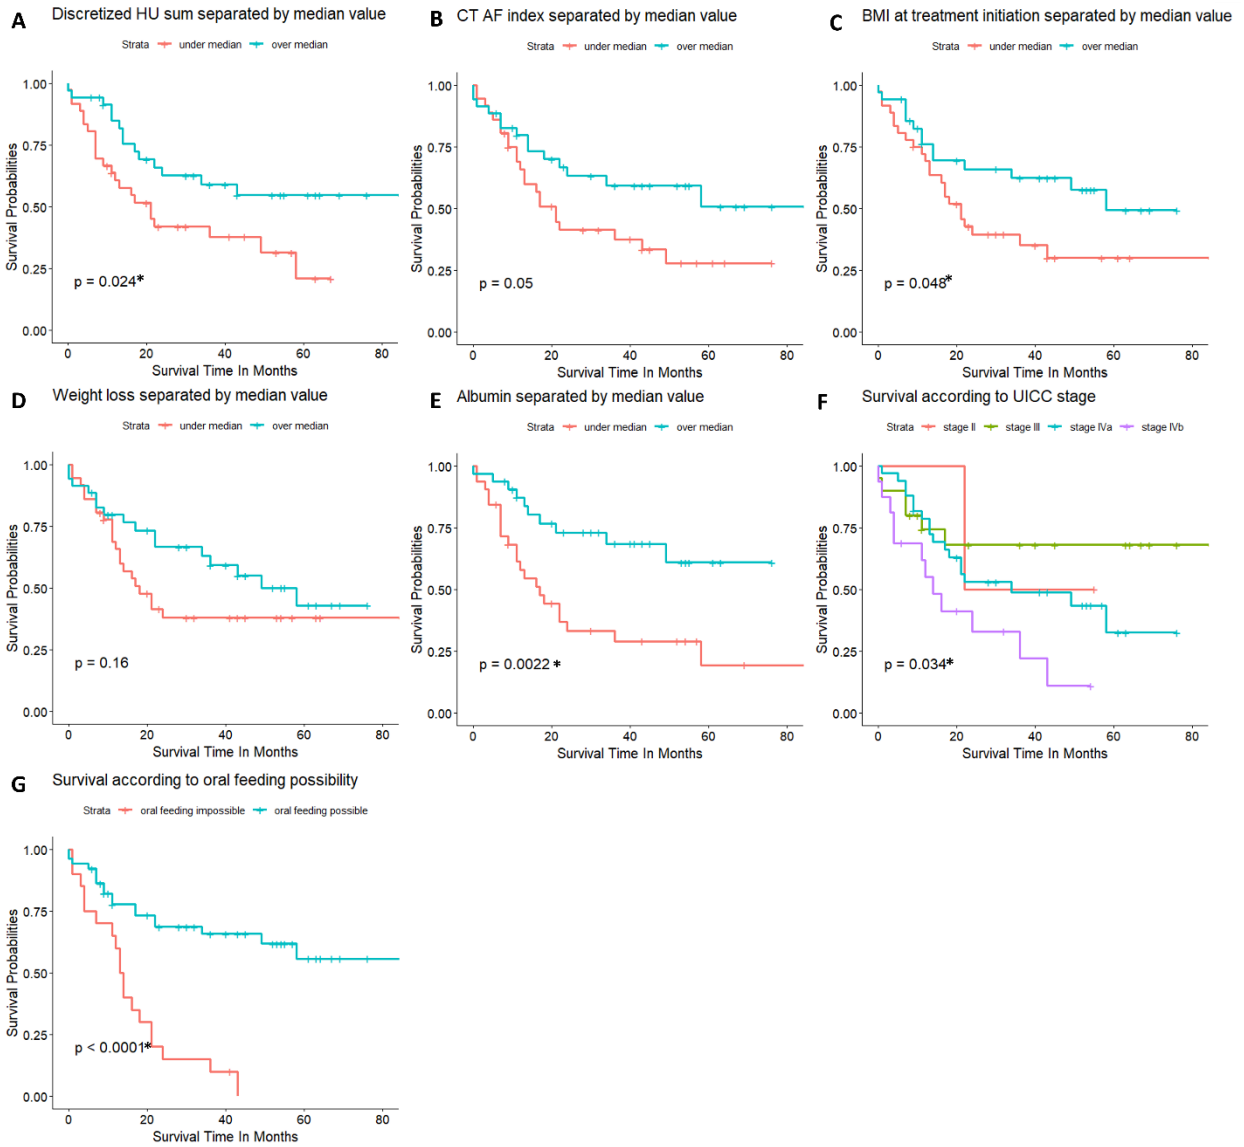 A Discretized HU sum separated by median value
Strata under median over median
Survival Probabilities
1.00
0.75
0.50
0.25
0.00
p = 0.024*
0 20 40 60 80
Survival Time In Months
B CT AF index separated by median value
Strata under median over median
Survival Probabilities
1.00
0.75
0.50
0.25
0.00
p = 0.05
0 20 40 60 80
Survival Time In Months
C BMI at treatment initiation separated by median value
Strata under median over median
Survival Probabilities
1.00
0.75
0.50
0.25
0.00
p = 0.048*
0 20 40 60 80
Survival Time In Months
D Weight loss separated by median value
Strata under median over median
Survival Probabilities
1.00
0.75
0.50
0.25
0.00
p = 0.16
0 20 40 60 80
Survival Time In Months
E Albumin separated by median value
Strata under median over median
Survival Probabilities
1.00
0.75
0.50
0.25
0.00
p = 0.0022 *
0 20 40 60 80
Survival Time In Months
F Survival according to UICC stage
Strata stage II stage III stage IVa stage IVb
Survival Probabilities
1.00
0.75
0.50
0.25
0.00
p = 0.034*
0 20 40 60 80
Survival Time In Months
G Survival according to oral feeding possibility
Strata oral feeding impossible oral feeding possible
Survival Probabilities
1.00
0.75
0.50
0.25
0.00
p < 0.0001*
0 20 40 60 80
Survival Time In Months